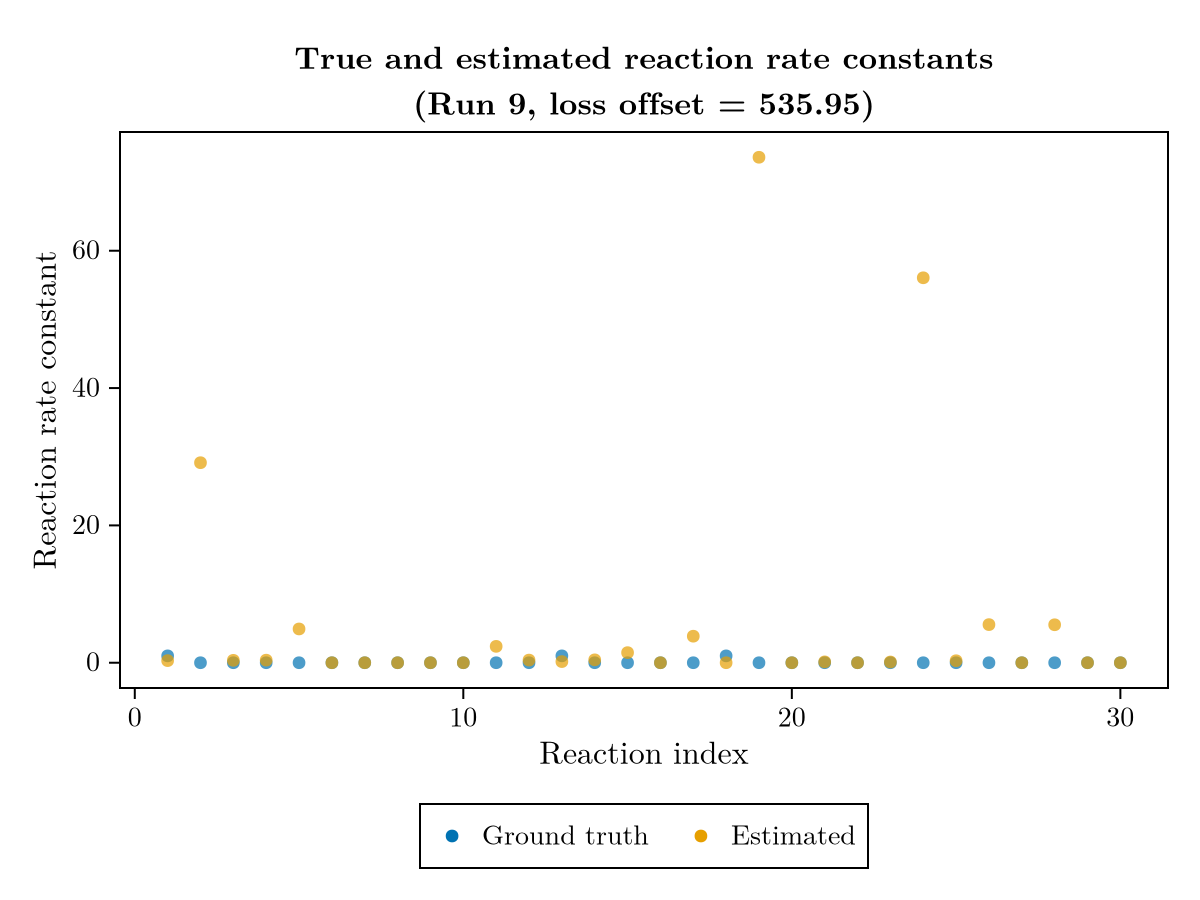 True and estimated reaction rate constants
(Run 9, loss offset = 535.95)
Reaction rate constant
60
40
20
0
0 10 20 30
Reaction index
Ground truth Estimated